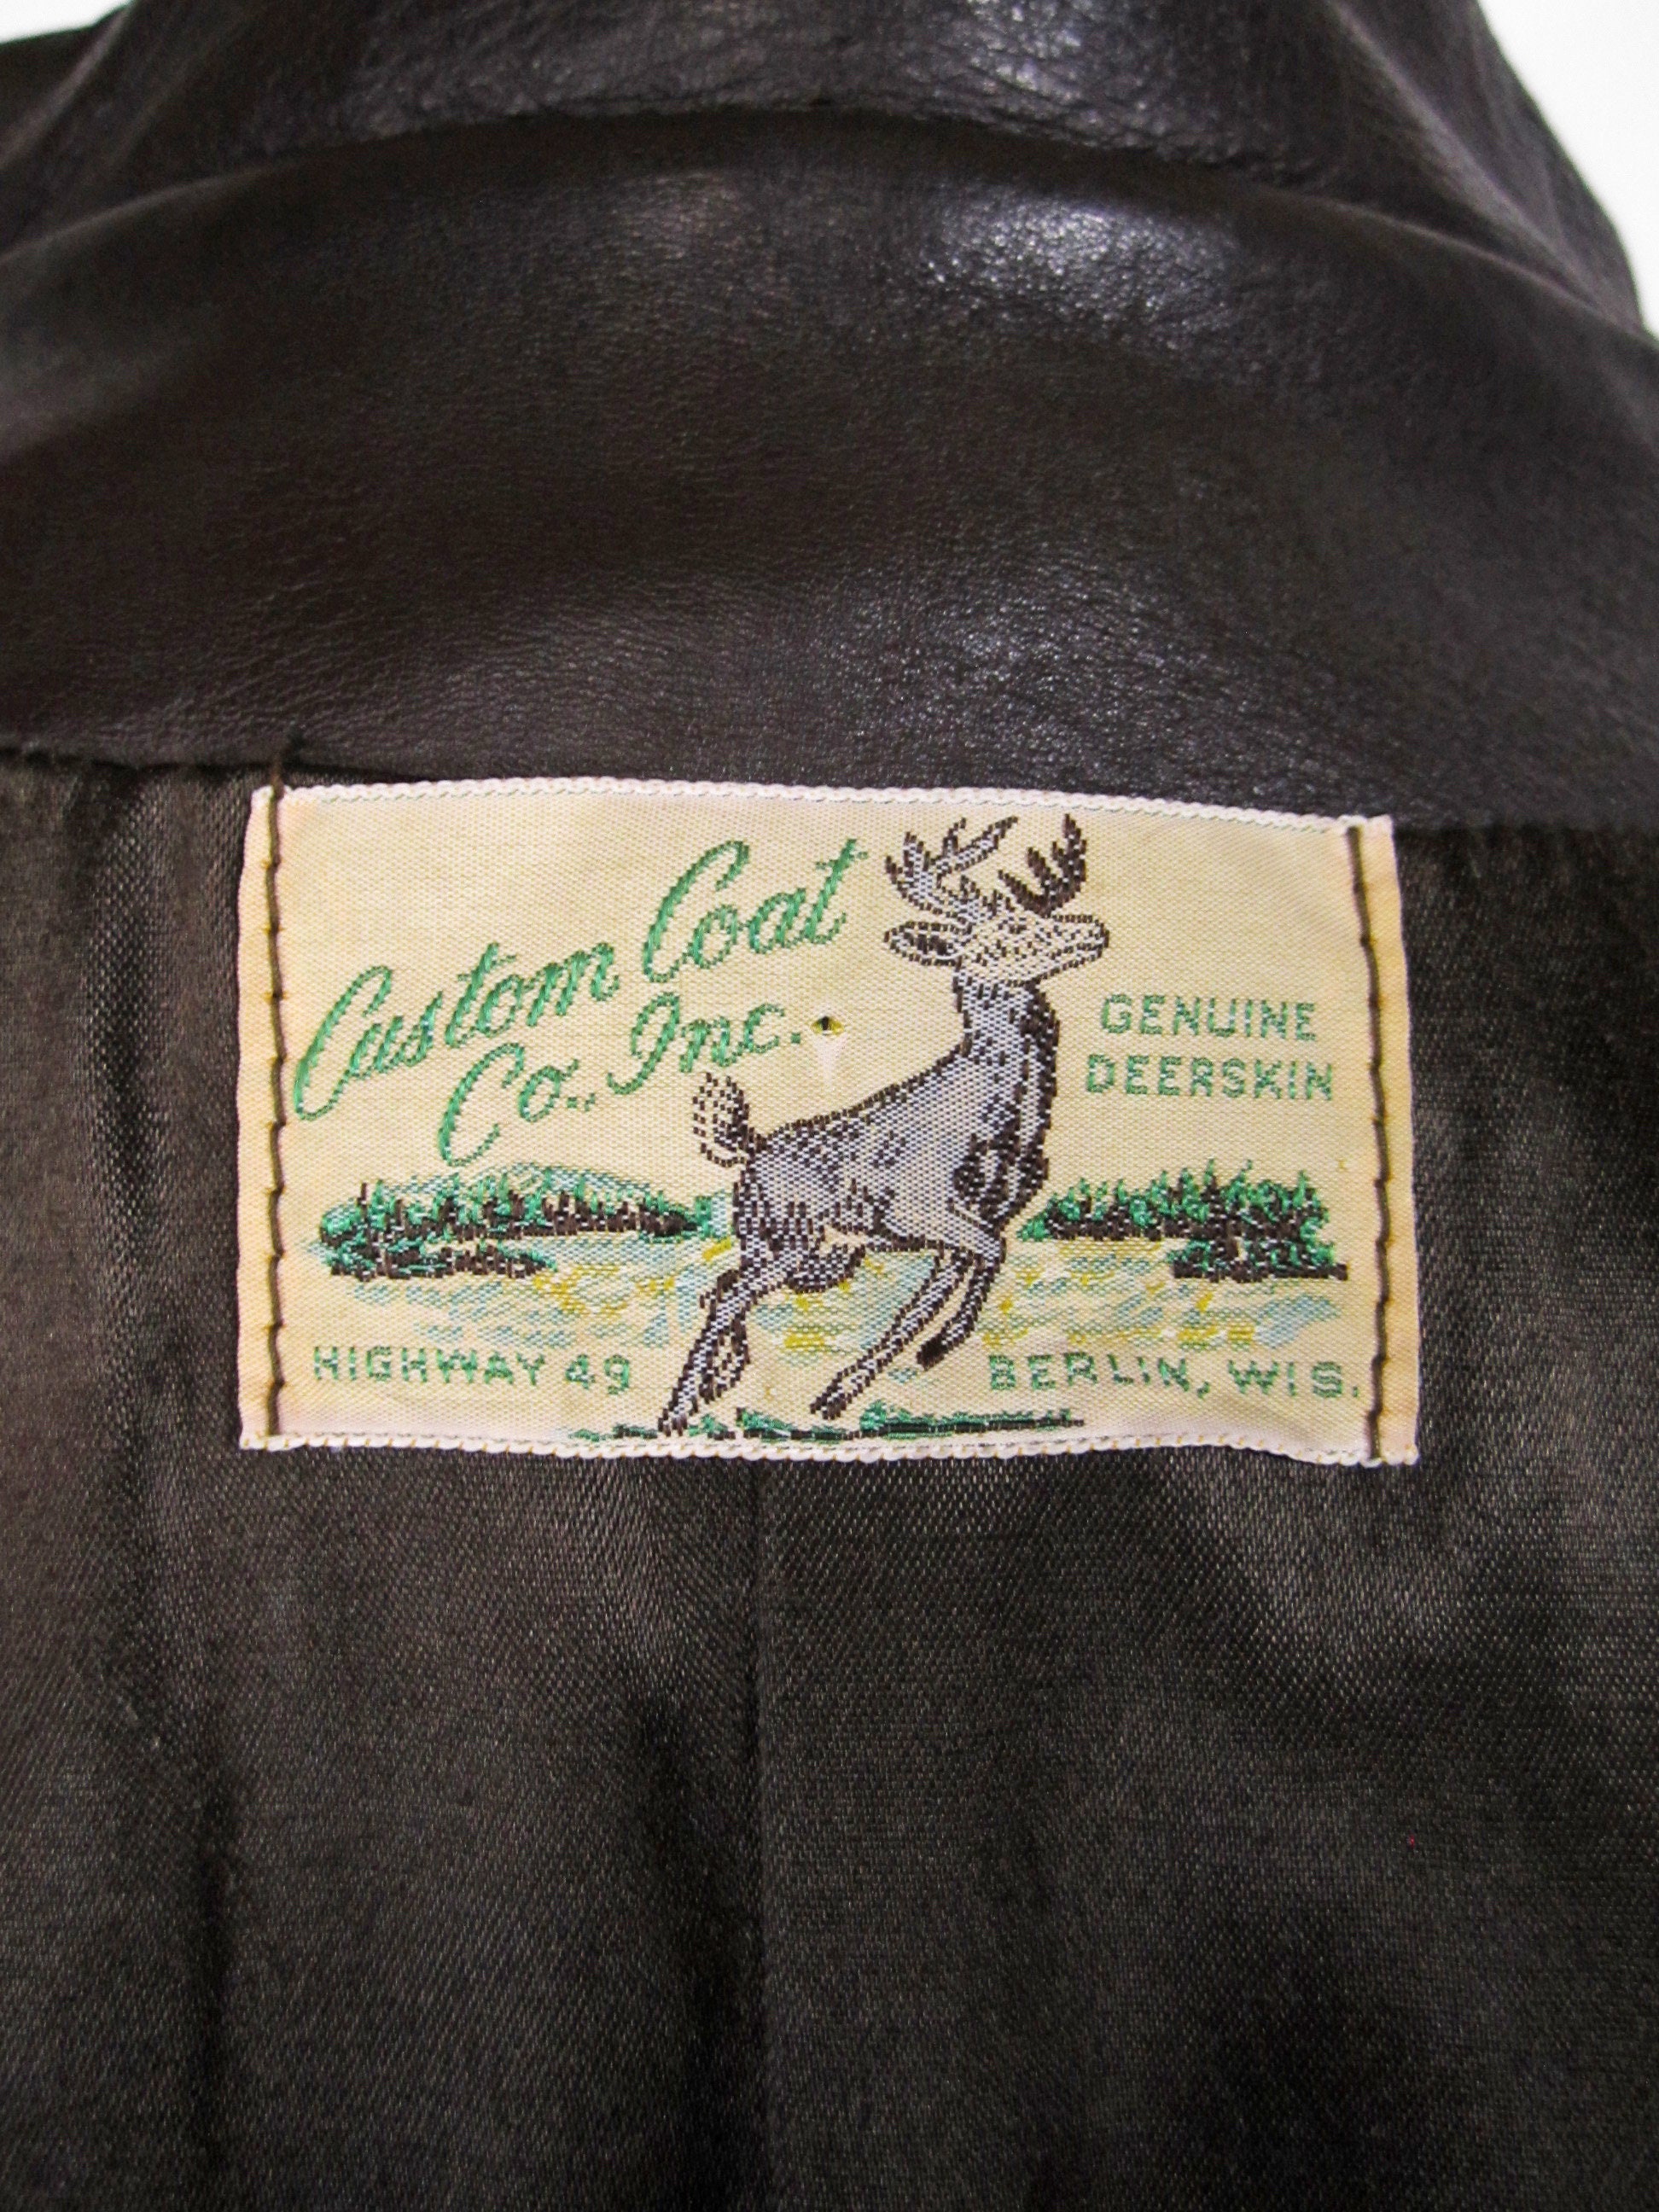 Custom Coat
Co., Inc.
GENUINE
DEERSKIN
HIGHWAY 49
BERLIN, WIS.